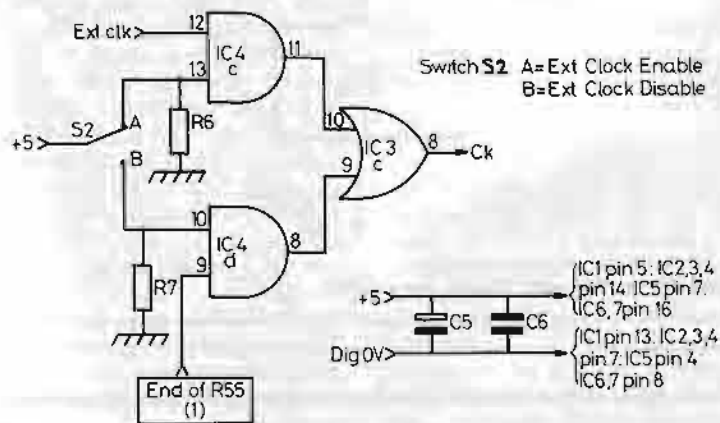 Ext clk
12
13
IC4
c
11
Switch S2 A=Ext Clock Enable
B=Ext Clock Disable
+5
S2
A
B
R6
10
9
IC3
c
8
Ck
10
9
IC4
d
8
R7
End of R55
(1)
+5
C5
C6
Dig 0V
IC1 pin 5: IC2,3,4
pin 14: IC5 pin 7.
IC6,7 pin 16
IC1 pin 13: IC2,3,4
pin 7: IC5 pin 4
IC6,7 pin 8